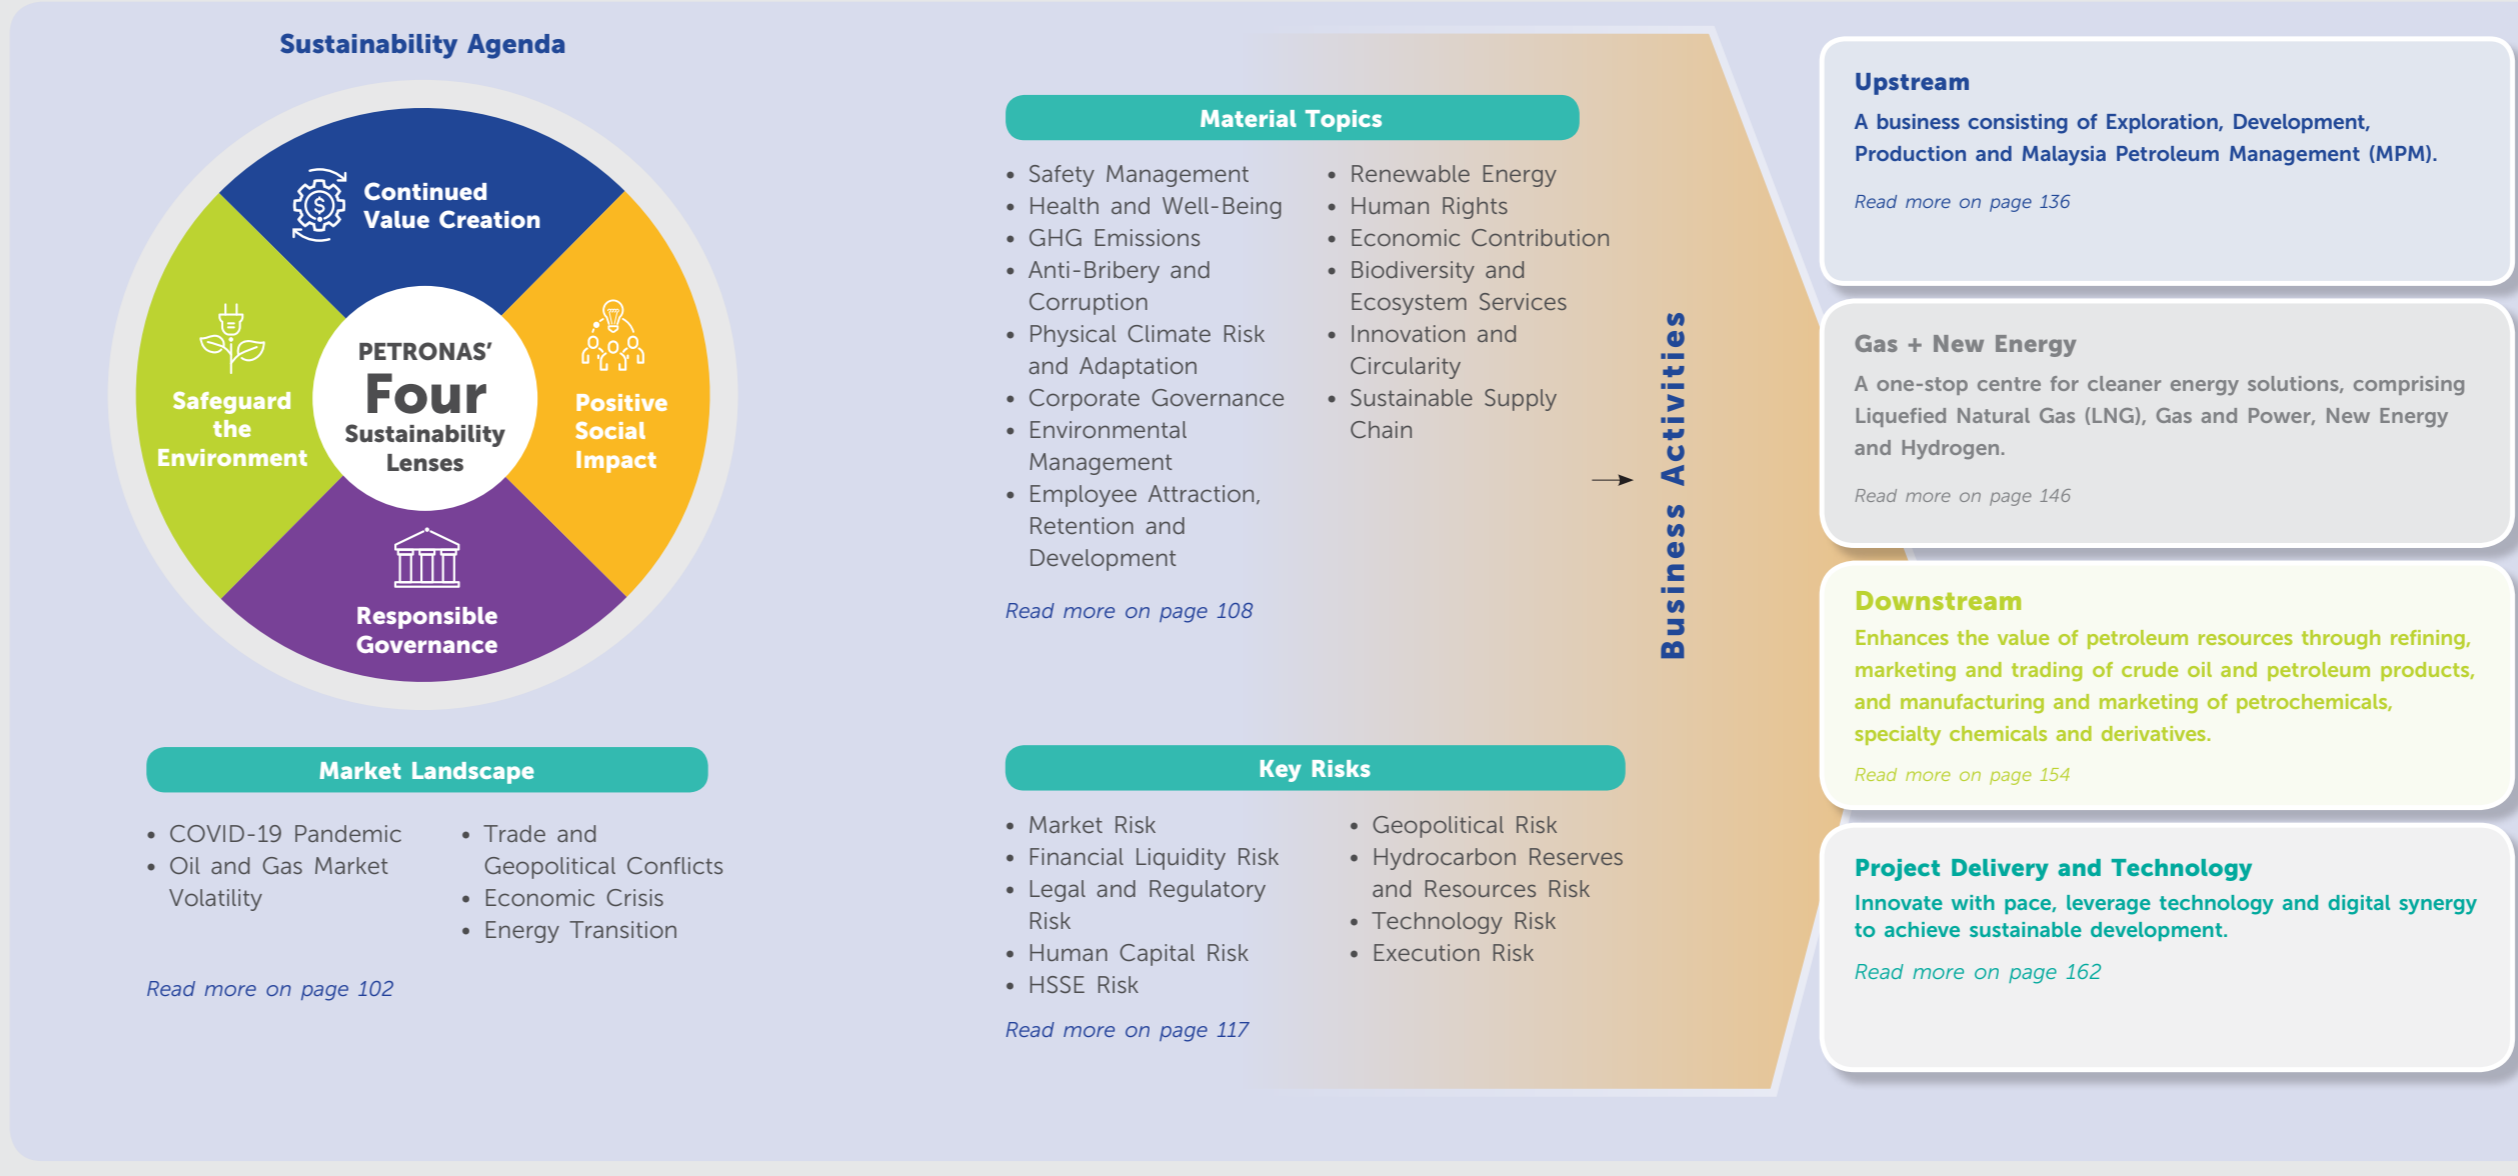 Sustainability Agenda
Continued
Value Creation
Safeguard
the
Environment
PETRONAS’
Four
Sustainability
Lenses
Positive
Social
Impact
Responsible
Governance
Market Landscape
• COVID-19 Pandemic
• Oil and Gas Market
Volatility
• Trade and
Geopolitical Conflicts
• Economic Crisis
• Energy Transition
Read more on page 102
Material Topics
• Safety Management
• Health and Well-Being
• GHG Emissions
• Anti-Bribery and
Corruption
• Physical Climate Risk
and Adaptation
• Corporate Governance
• Environmental
Management
• Employee Attraction,
Retention and
Development
• Renewable Energy
• Human Rights
• Economic Contribution
• Biodiversity and
Ecosystem Services
• Innovation and
Circularity
• Sustainable Supply
Chain
Read more on page 108
Key Risks
• Market Risk
• Financial Liquidity Risk
• Legal and Regulatory
Risk
• Human Capital Risk
• HSSE Risk
• Geopolitical Risk
• Hydrocarbon Reserves
and Resources Risk
• Technology Risk
• Execution Risk
Read more on page 117
Business Activities
Upstream
A business consisting of Exploration, Development,
Production and Malaysia Petroleum Management (MPM).
Read more on page 136
Gas + New Energy
A one-stop centre for cleaner energy solutions, comprising
Liquefied Natural Gas (LNG), Gas and Power, New Energy
and Hydrogen.
Read more on page 146
Downstream
Enhances the value of petroleum resources through refining,
marketing and trading of crude oil and petroleum products,
and manufacturing and marketing of petrochemicals,
specialty chemicals and derivatives.
Read more on page 154
Project Delivery and Technology
Innovate with pace, leverage technology and digital synergy
to achieve sustainable development.
Read more on page 162